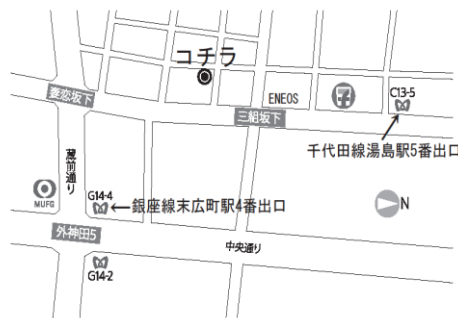 コチラ
C13-5
ENEOS
妻恋坂下
三組坂下
千代田線湯島駅5番出口
蔵前通り
MUFG
G14-4
←銀座線末広町駅4番出口
N
外神田5
中央通り
G14-2